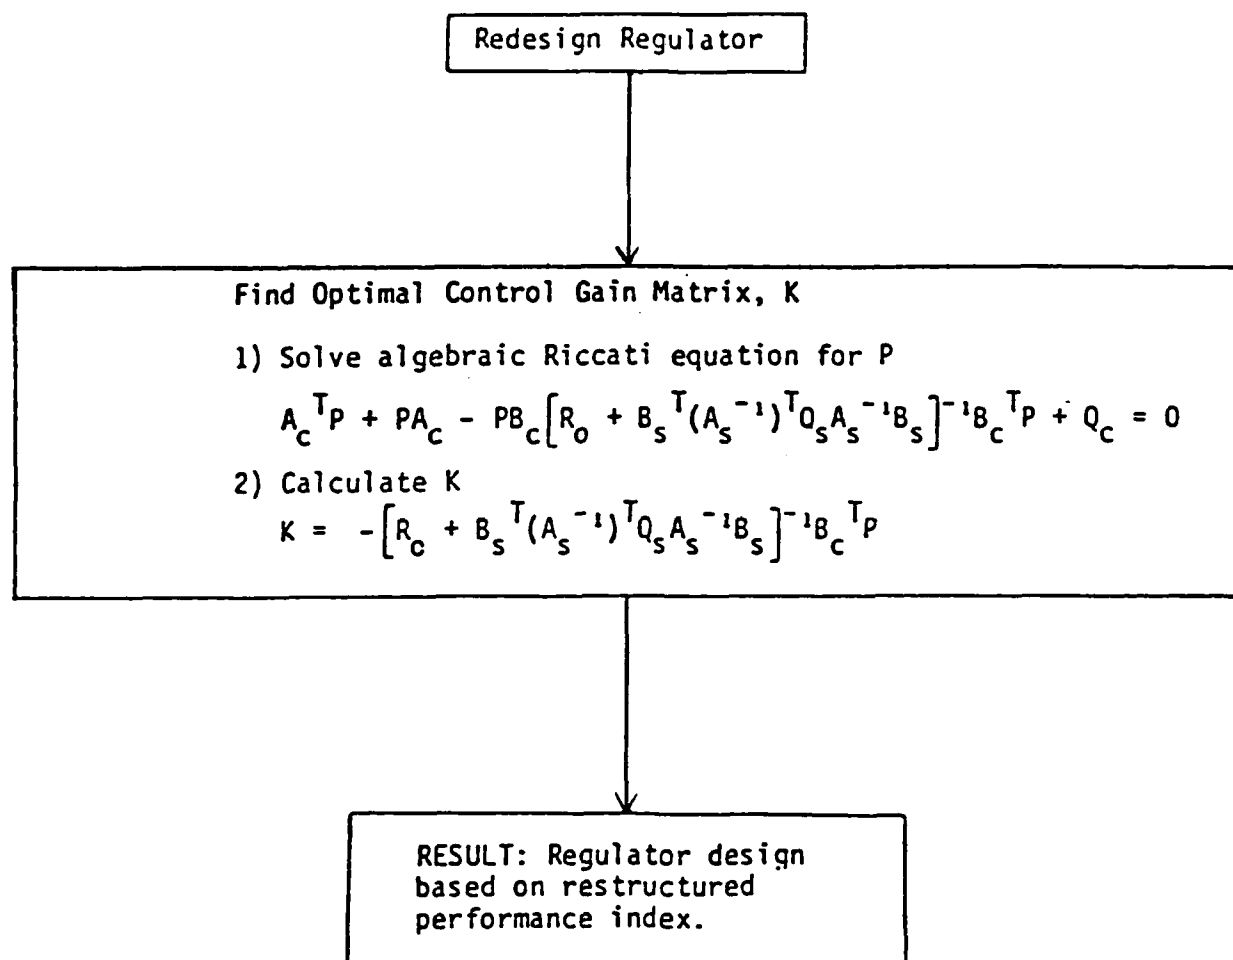 Redesign Regulator
Find Optimal Control Gain Matrix, K
1) Solve algebraic Riccati equation for P
A_c^T P + PA_c - PB_c[R_o + B_s^T(A_s^-1)^T Q_s A_s^-1 B_s]^-1 B_c^T P + Q_c = 0
2) Calculate K
K = -[R_c + B_s^T(A_s^-1)^T Q_s A_s^-1 B_s]^-1 B_c^T P
RESULT: Regulator design
based on restructured
performance index.